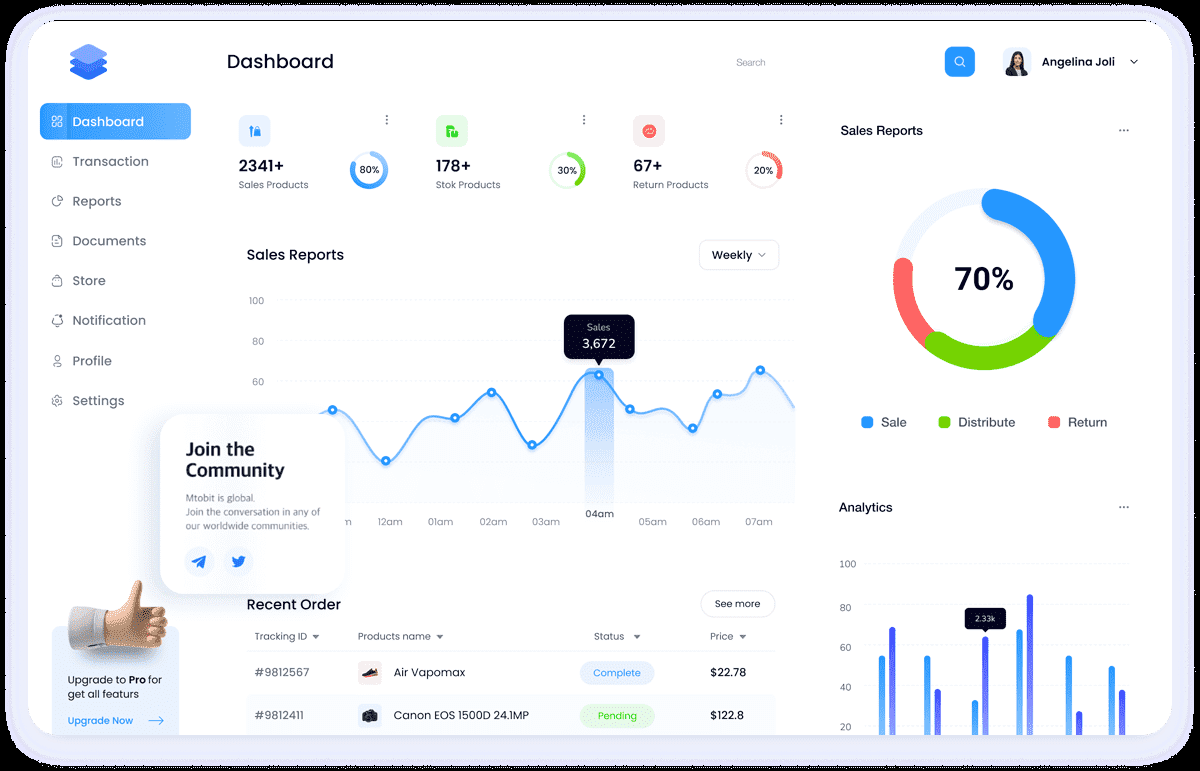 Dashboard
Search
Angelina Joli
Dashboard
Transaction
Reports
Documents
Store
Notification
Profile
Settings
2341+
Sales Products
80%
178+
Stok Products
30%
67+
Return Products
20%
Sales Reports
Weekly
100
80
60
Sales
3,672
12am
01am
02am
03am
04am
05am
06am
07am
Join the
Community
Mtobit is global.
Join the conversation in any of
our worldwide communities.
Upgrade to Pro for
get all featurs
Upgrade Now
Recent Order
See more
Tracking ID
Products name
Status
Price
#9812567
Air Vapomax
Complete
$22.78
#9812411
Canon EOS 1500D 24.1MP
Pending
$122.8
Sales Reports
70%
Sale
Distribute
Return
Analytics
100
80
60
40
20
2.33k